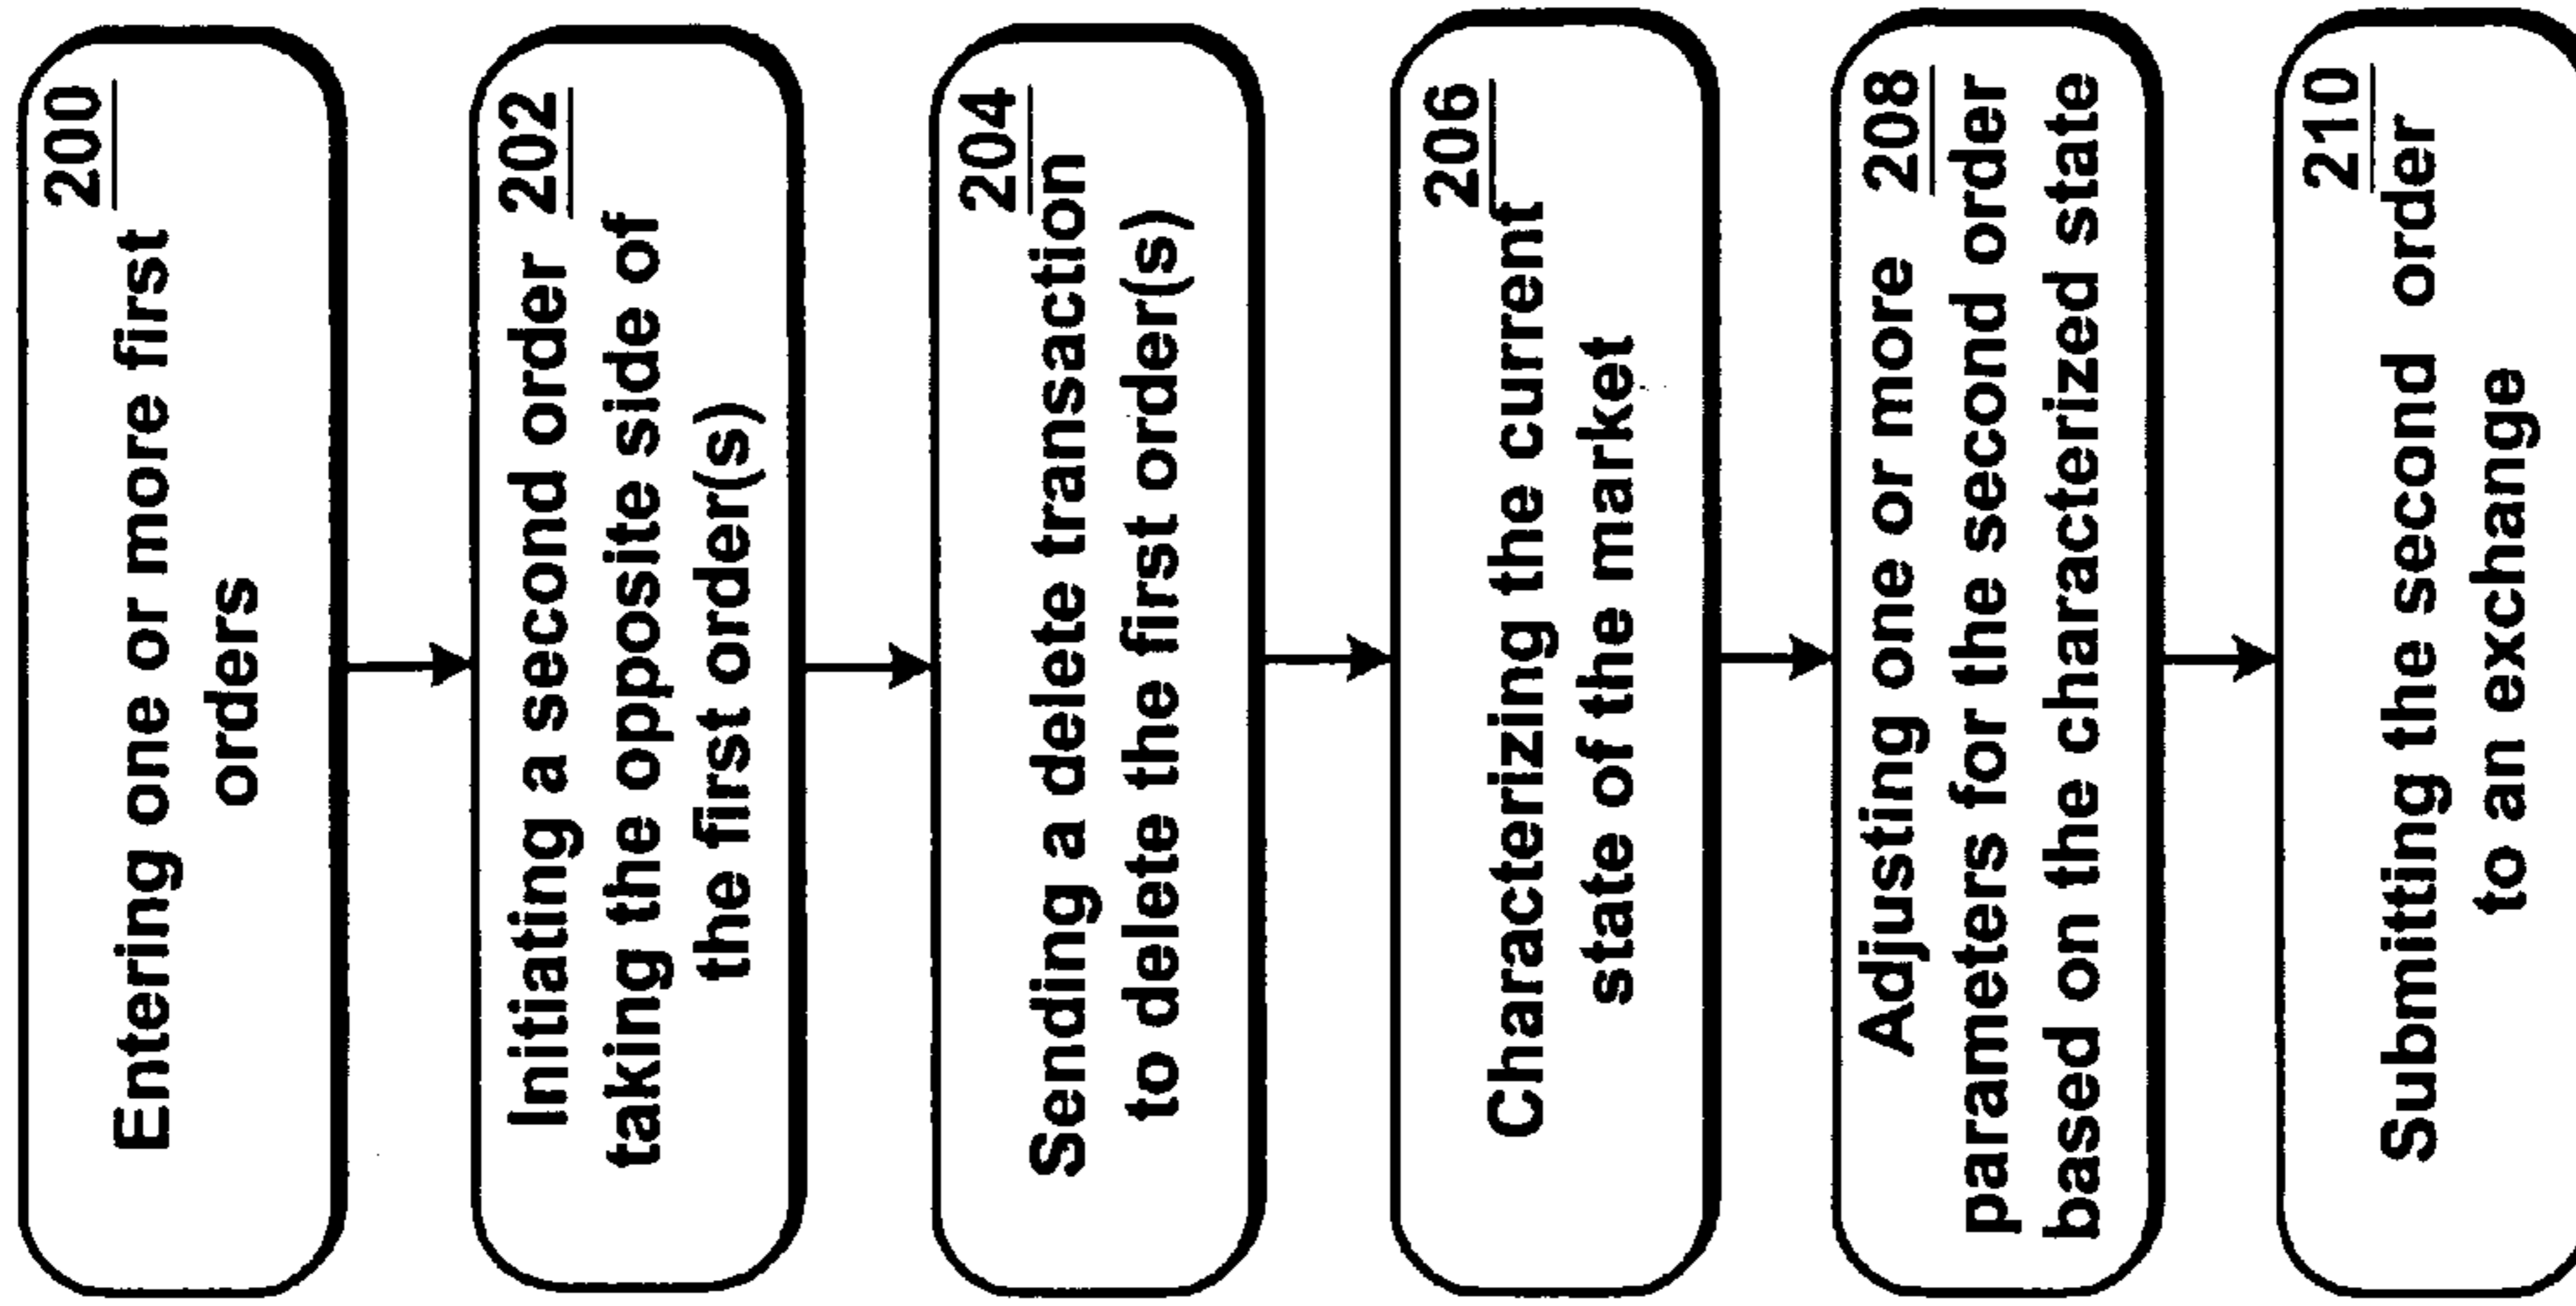 200
Entering one or more first
orders
Initiating a second order 202
taking the opposite side of
the first order(s)
204
Sending a delete transaction
to delete the first order(s)
206
Characterizing the current
state of the market
Adjusting one or more 208
parameters for the second order
based on the characterized state
210
Submitting the second order
to an exchange